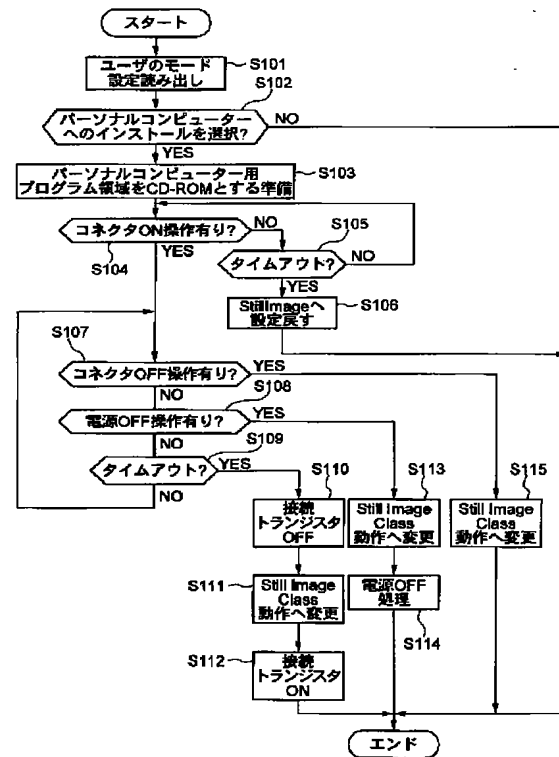 スタート
S101
ユーザのモード
設定読み出し
S102
パーソナルコンピューター
へのインストールを選択?
NO
YES
パーソナルコンピューター用
プログラム領域をCD-ROMとする準備
S103
コネクタON操作有り?
NO
YES
S104
S105
タイムアウト?
NO
YES
StillImageへ
設定戻す
S106
S107
コネクタOFF操作有り?
YES
NO
S108
電源OFF操作有り?
YES
NO
S109
タイムアウト?
YES
NO
S110
接続
トランジスタ
OFF
S113
Still Image
Class
動作へ変更
S115
Still Image
Class
動作へ変更
S111
Still Image
Class
動作へ変更
電源OFF
処理
S114
S112
接続
トランジスタ
ON
エンド